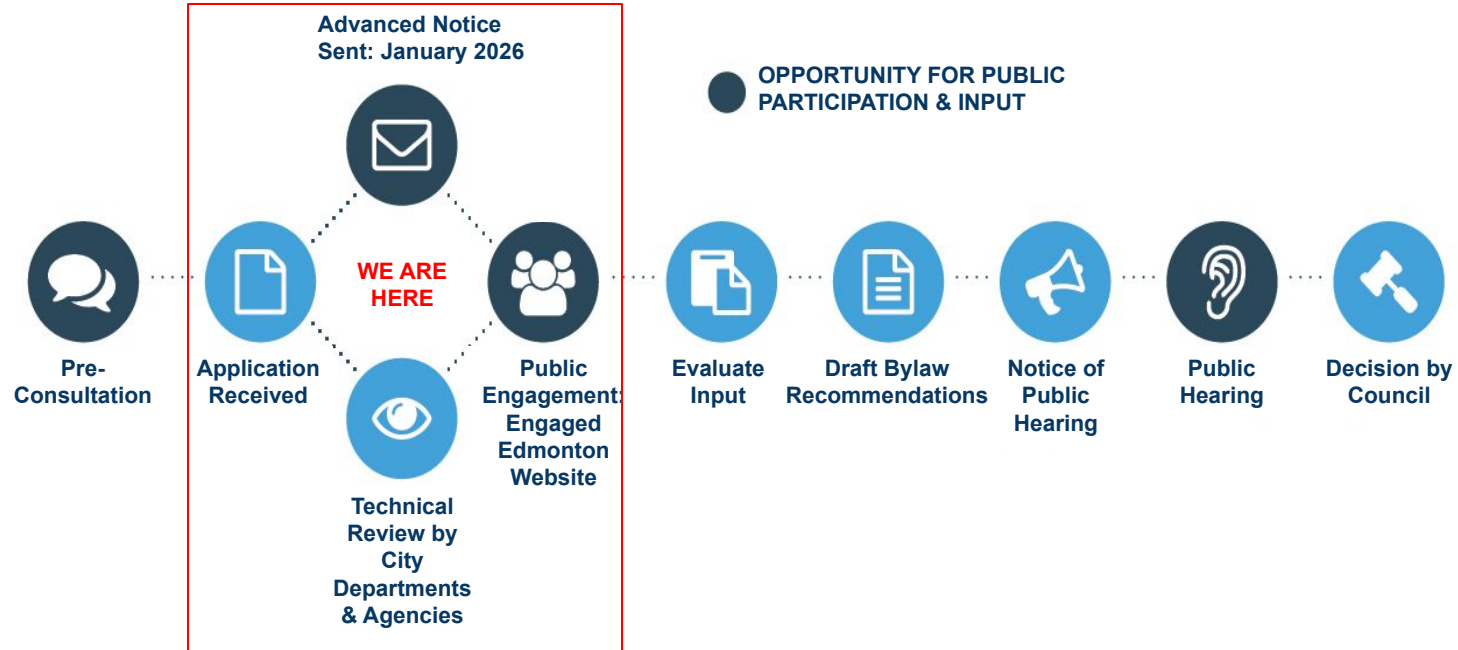 Advanced Notice
Sent: January 2026
OPPORTUNITY FOR PUBLIC
PARTICIPATION & INPUT
WE ARE
HERE
Pre-
Consultation
Application
Received
Technical
Review by
City
Departments
& Agencies
Public
Engagement:
Engaged
Edmonton
Website
Evaluate
Input
Draft Bylaw
Recommendations
Notice of
Public
Hearing
Public
Hearing
Decision by
Council